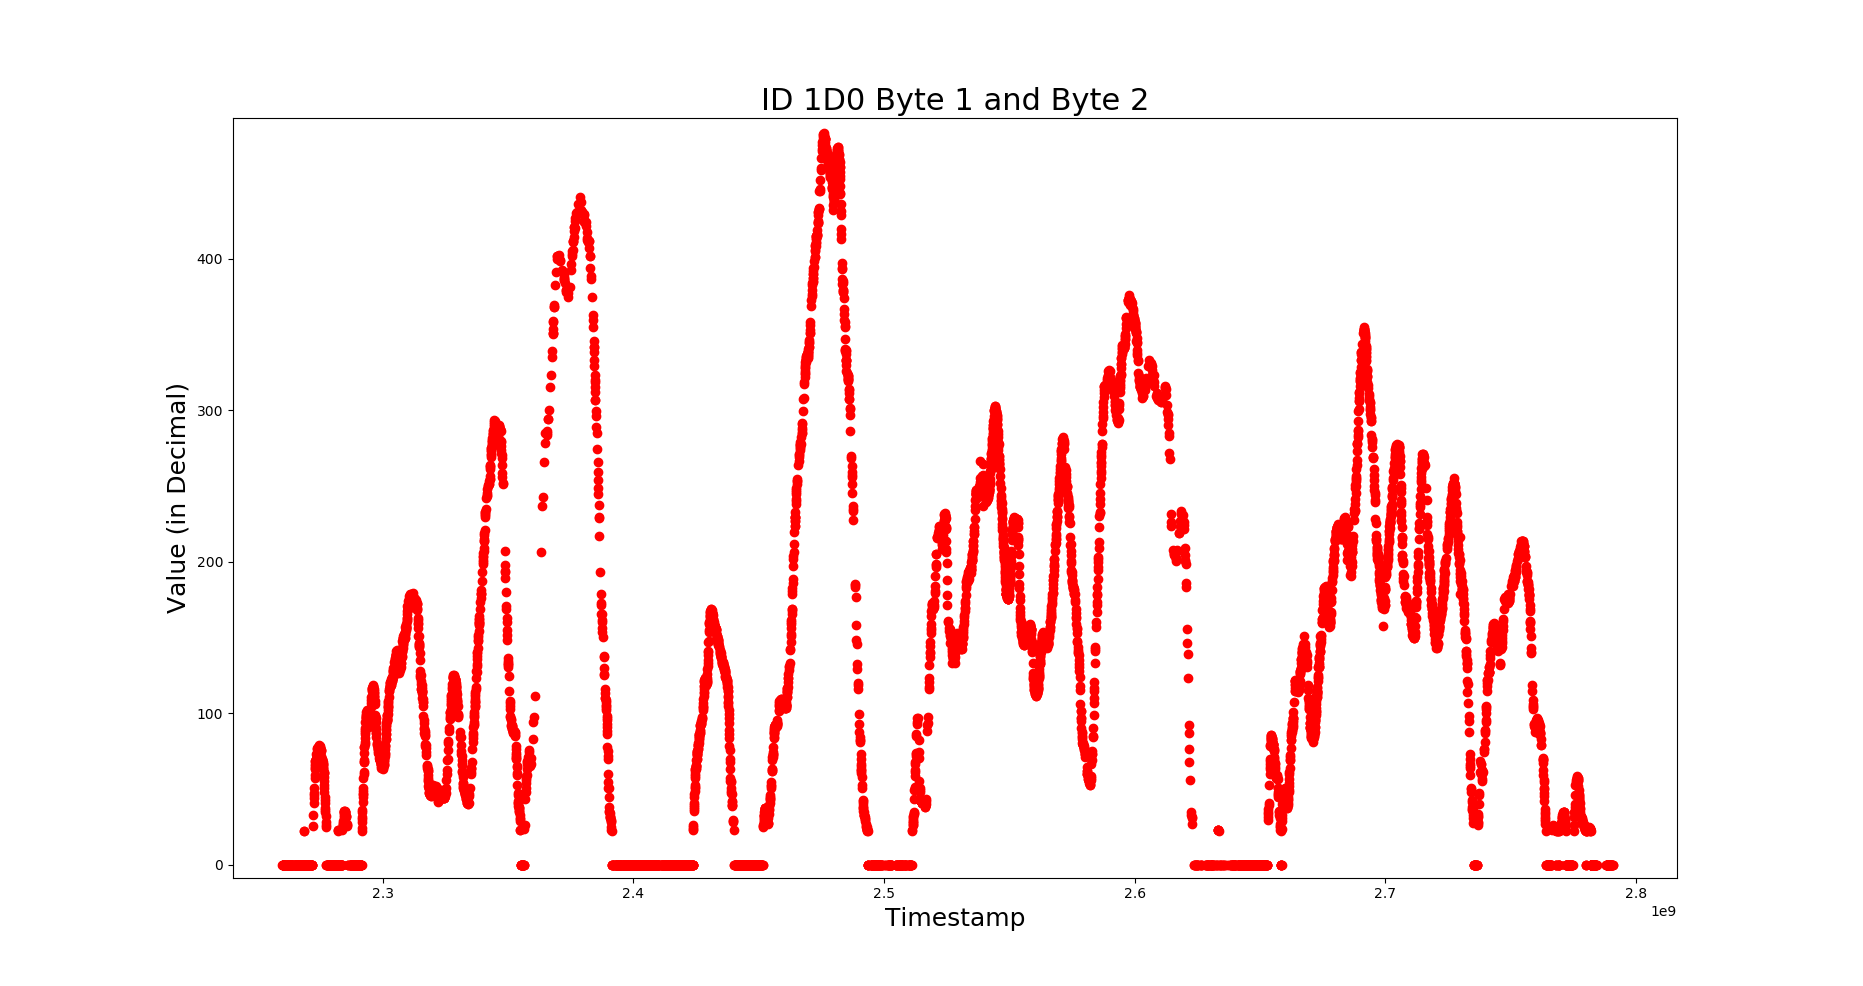 ID 1D0 Byte 1 and Byte 2
Value (in Decimal)
400
300
200
100
0
2.3 2.4 2.5 2.6 2.7 2.8
1e9
Timestamp